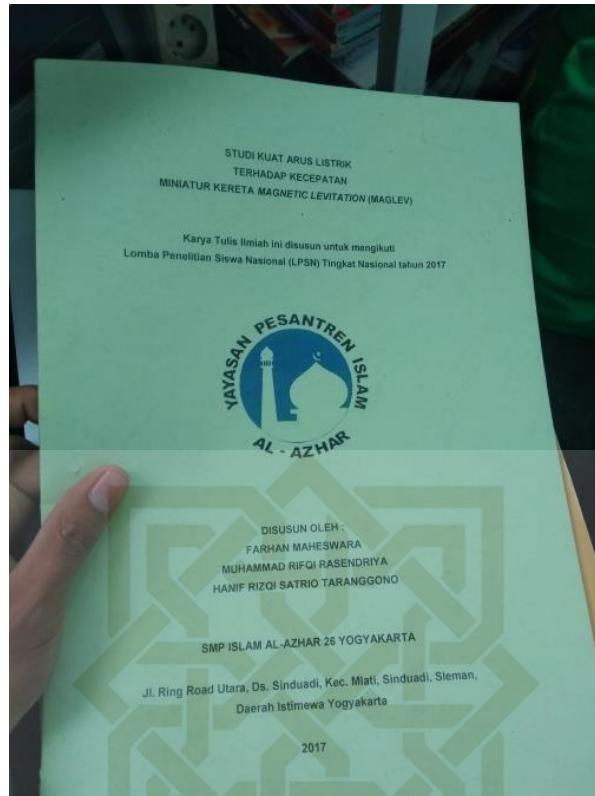 STUDI KUAT ARUS LISTRIK
TERHADAP KECEPATAN
MINIATUR KERETA MAGNETIC LEVITATION (MAGLEV)
Karya Tulis Ilmiah ini disusun untuk mengikuti
Lomba Penelitian Siswa Nasional (LPSN) Tingkat Nasional tahun 2017
YAYASAN PESANTREN ISLAM
AL - AZHAR
DISUSUN OLEH :
FARHAN MAHESWARA
MUHAMMAD RIFQI RASENDRIYA
HANIF RIZQI SATRIO TARANGGONO
SMP ISLAM AL-AZHAR 26 YOGYAKARTA
Jl. Ring Road Utara, Ds. Sinduadi, Kec. Mlati, Sinduadi, Sleman,
Daerah Istimewa Yogyakarta
2017